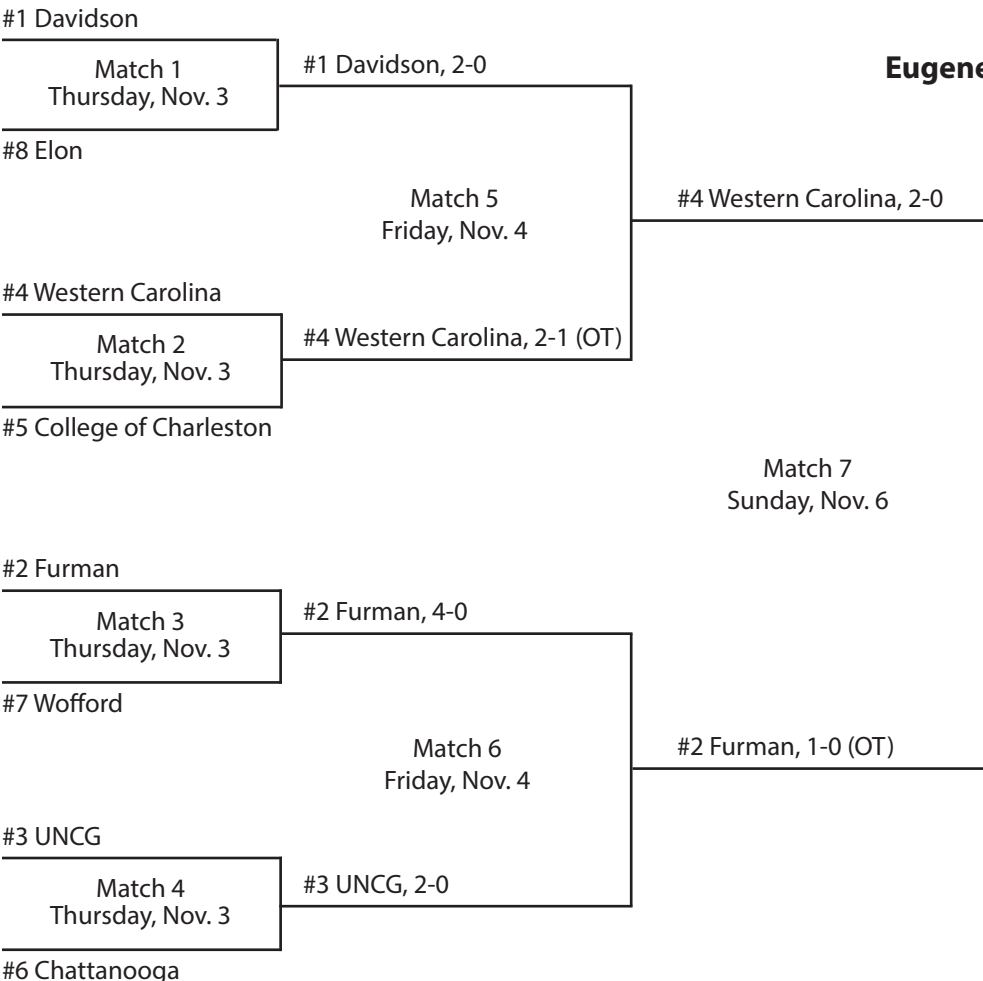 #1 Davidson
Match 1
Thursday, Nov. 3
#8 Elon
#1 Davidson, 2-0
Eugene
Match 5
Friday, Nov. 4
#4 Western Carolina, 2-0
#4 Western Carolina
Match 2
Thursday, Nov. 3
#5 College of Charleston
#4 Western Carolina, 2-1 (OT)
Match 7
Sunday, Nov. 6
#2 Furman
Match 3
Thursday, Nov. 3
#7 Wofford
#2 Furman, 4-0
Match 6
Friday, Nov. 4
#2 Furman, 1-0 (OT)
#3 UNCG
Match 4
Thursday, Nov. 3
#6 Chattanooga
#3 UNCG, 2-0